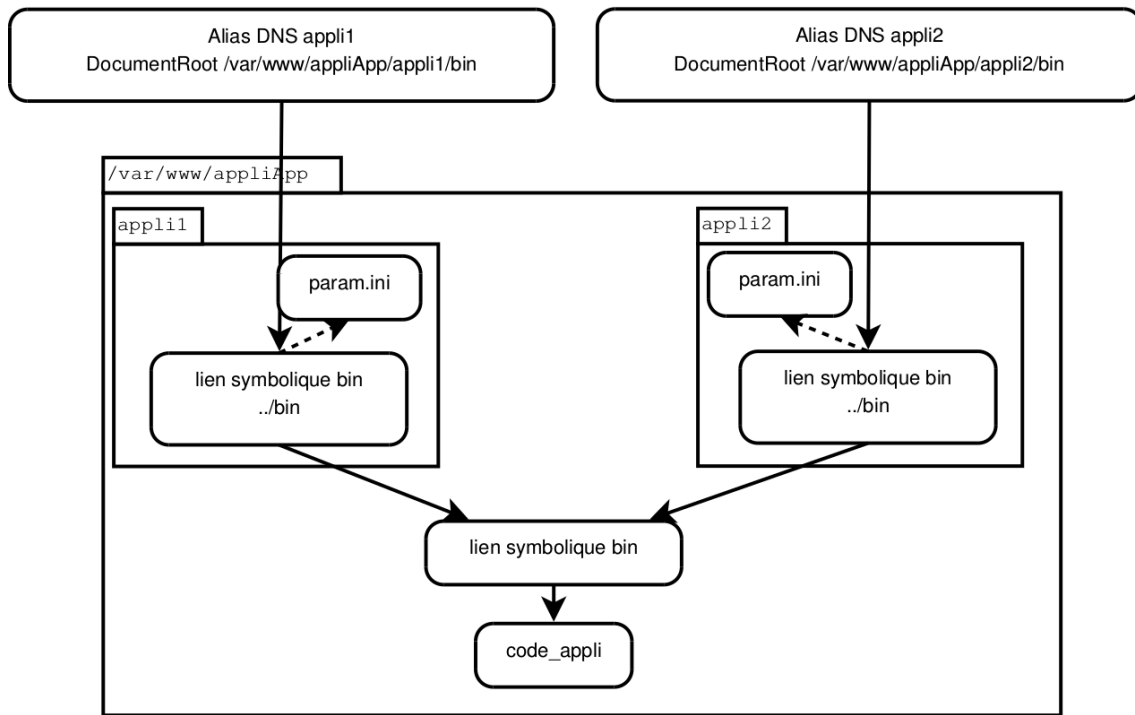 Alias DNS appli1
DocumentRoot /var/www/appliApp/appli1/bin
Alias DNS appli2
DocumentRoot /var/www/appliApp/appli2/bin
/var/www/appliApp
appli1
param.ini
lien symbolique bin
../bin
appli2
param.ini
lien symbolique bin
../bin
lien symbolique bin
code_appli